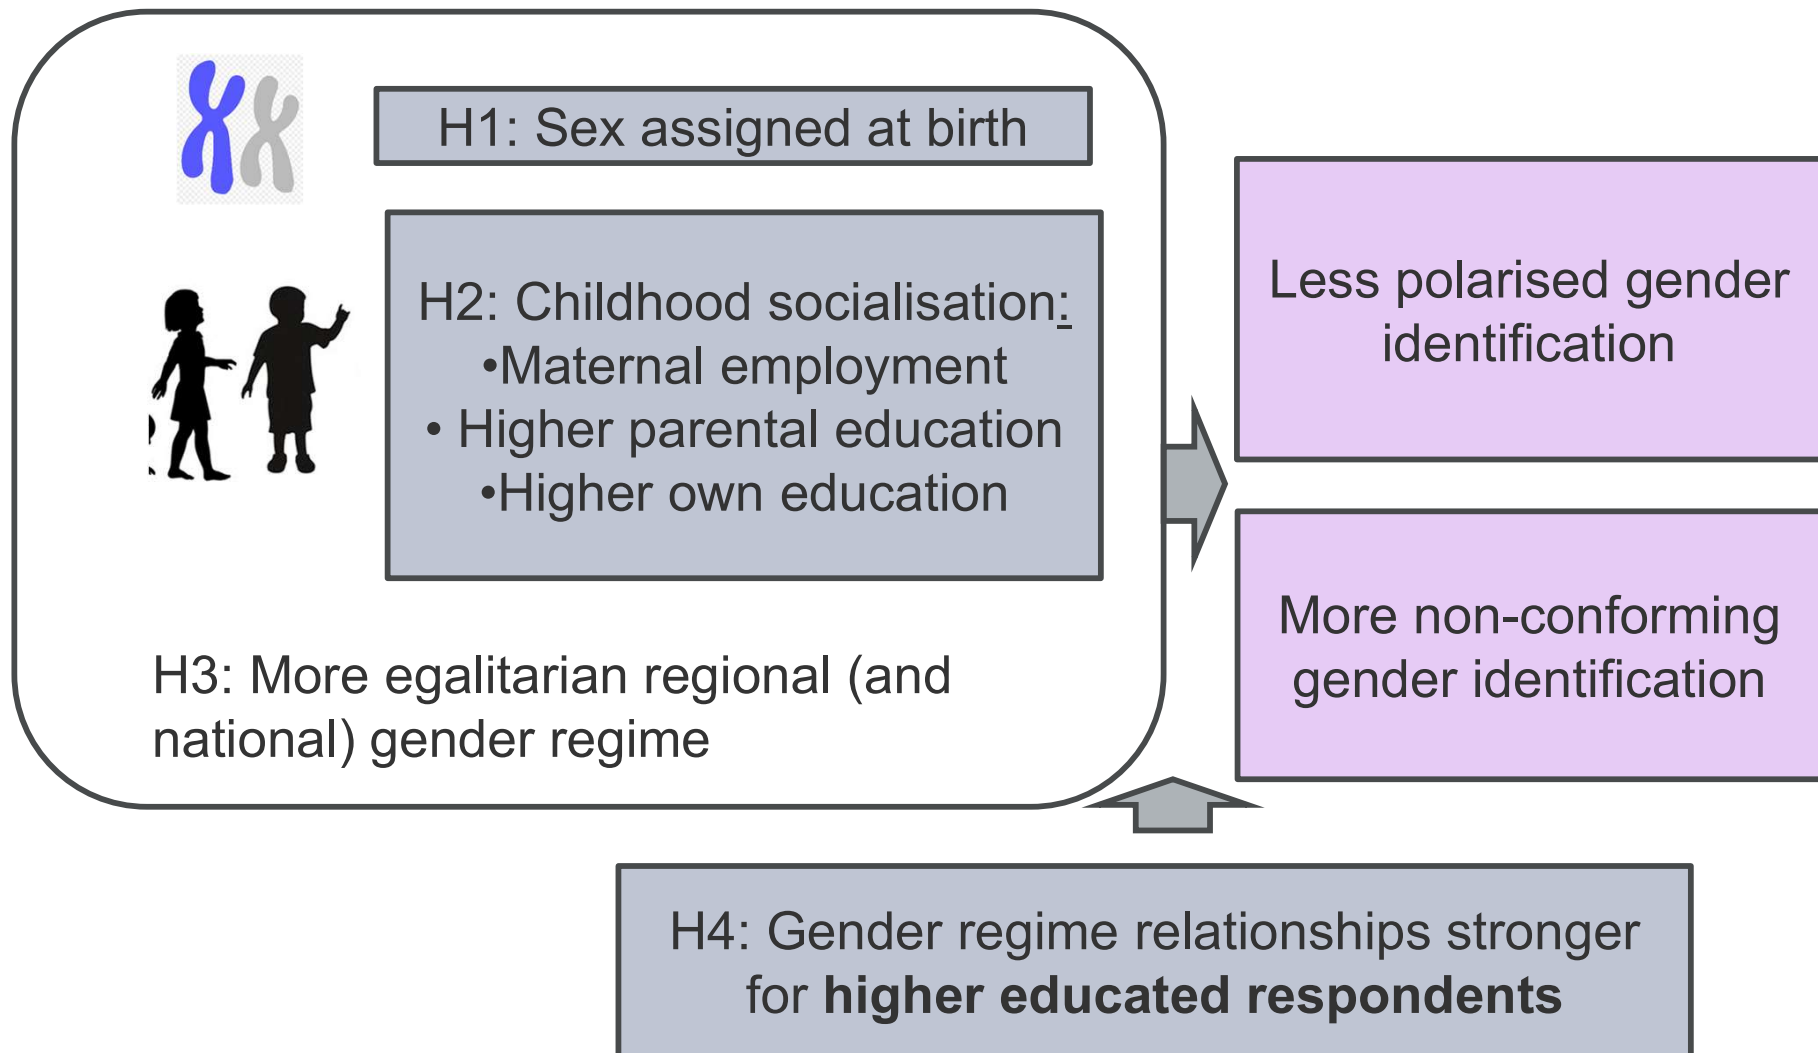 H1: Sex assigned at birth
H2: Childhood socialisation:
•Maternal employment
• Higher parental education
•Higher own education
H3: More egalitarian regional (and
national) gender regime
Less polarised gender
identification
More non-conforming
gender identification
H4: Gender regime relationships stronger
for higher educated respondents